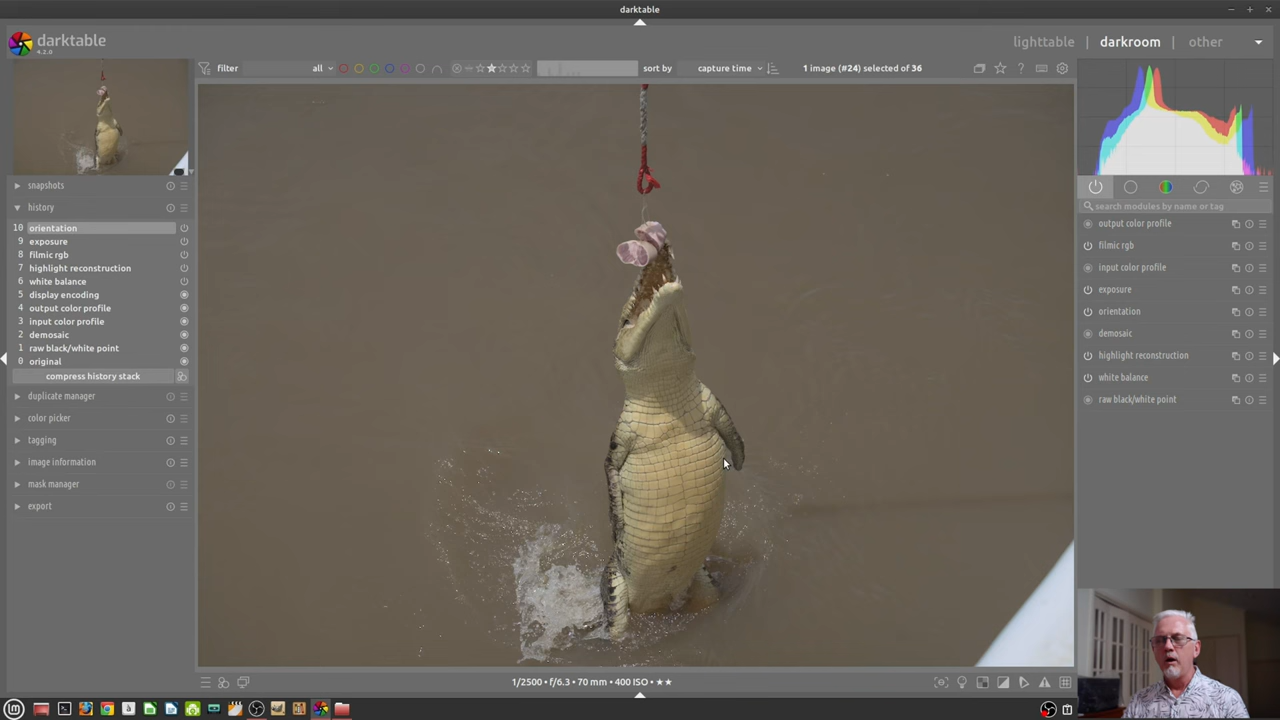 darktable
darktable
4.2.0
lighttable | darkroom | other
filter all sort by capture time 1 image (#24) selected of 36
snapshots
history
10 orientation
9 exposure
8 filmic rgb
7 highlight reconstruction
6 white balance
5 display encoding
4 output color profile
3 input color profile
2 demosaic
1 raw black/white point
0 original
compress history stack
duplicate manager
color picker
tagging
image information
mask manager
export
search modules by name or tag
output color profile
filmic rgb
input color profile
exposure
orientation
demosaic
highlight reconstruction
white balance
raw black/white point
1/2500 • f/6.3 • 70 mm • 400 ISO • ★★